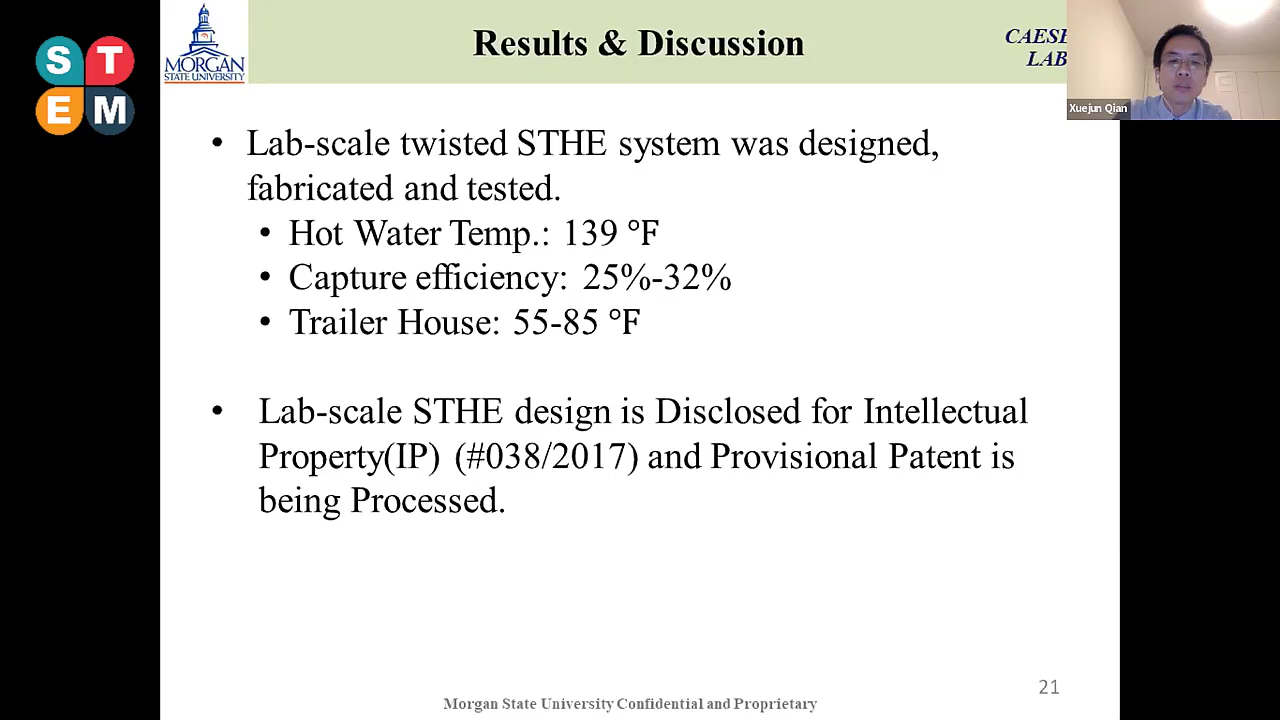 S T
E M
MORGAN
STATE UNIVERSITY
Results & Discussion
LAB
Xuejun Qian
• Lab-scale twisted STHE system was designed,
fabricated and tested.
• Hot Water Temp.: 139 °F
• Capture efficiency: 25%-32%
• Trailer House: 55-85 °F
• Lab-scale STHE design is Disclosed for Intellectual
Property(IP) (#038/2017) and Provisional Patent is
being Processed.
21
Morgan State University Confidential and Proprietary